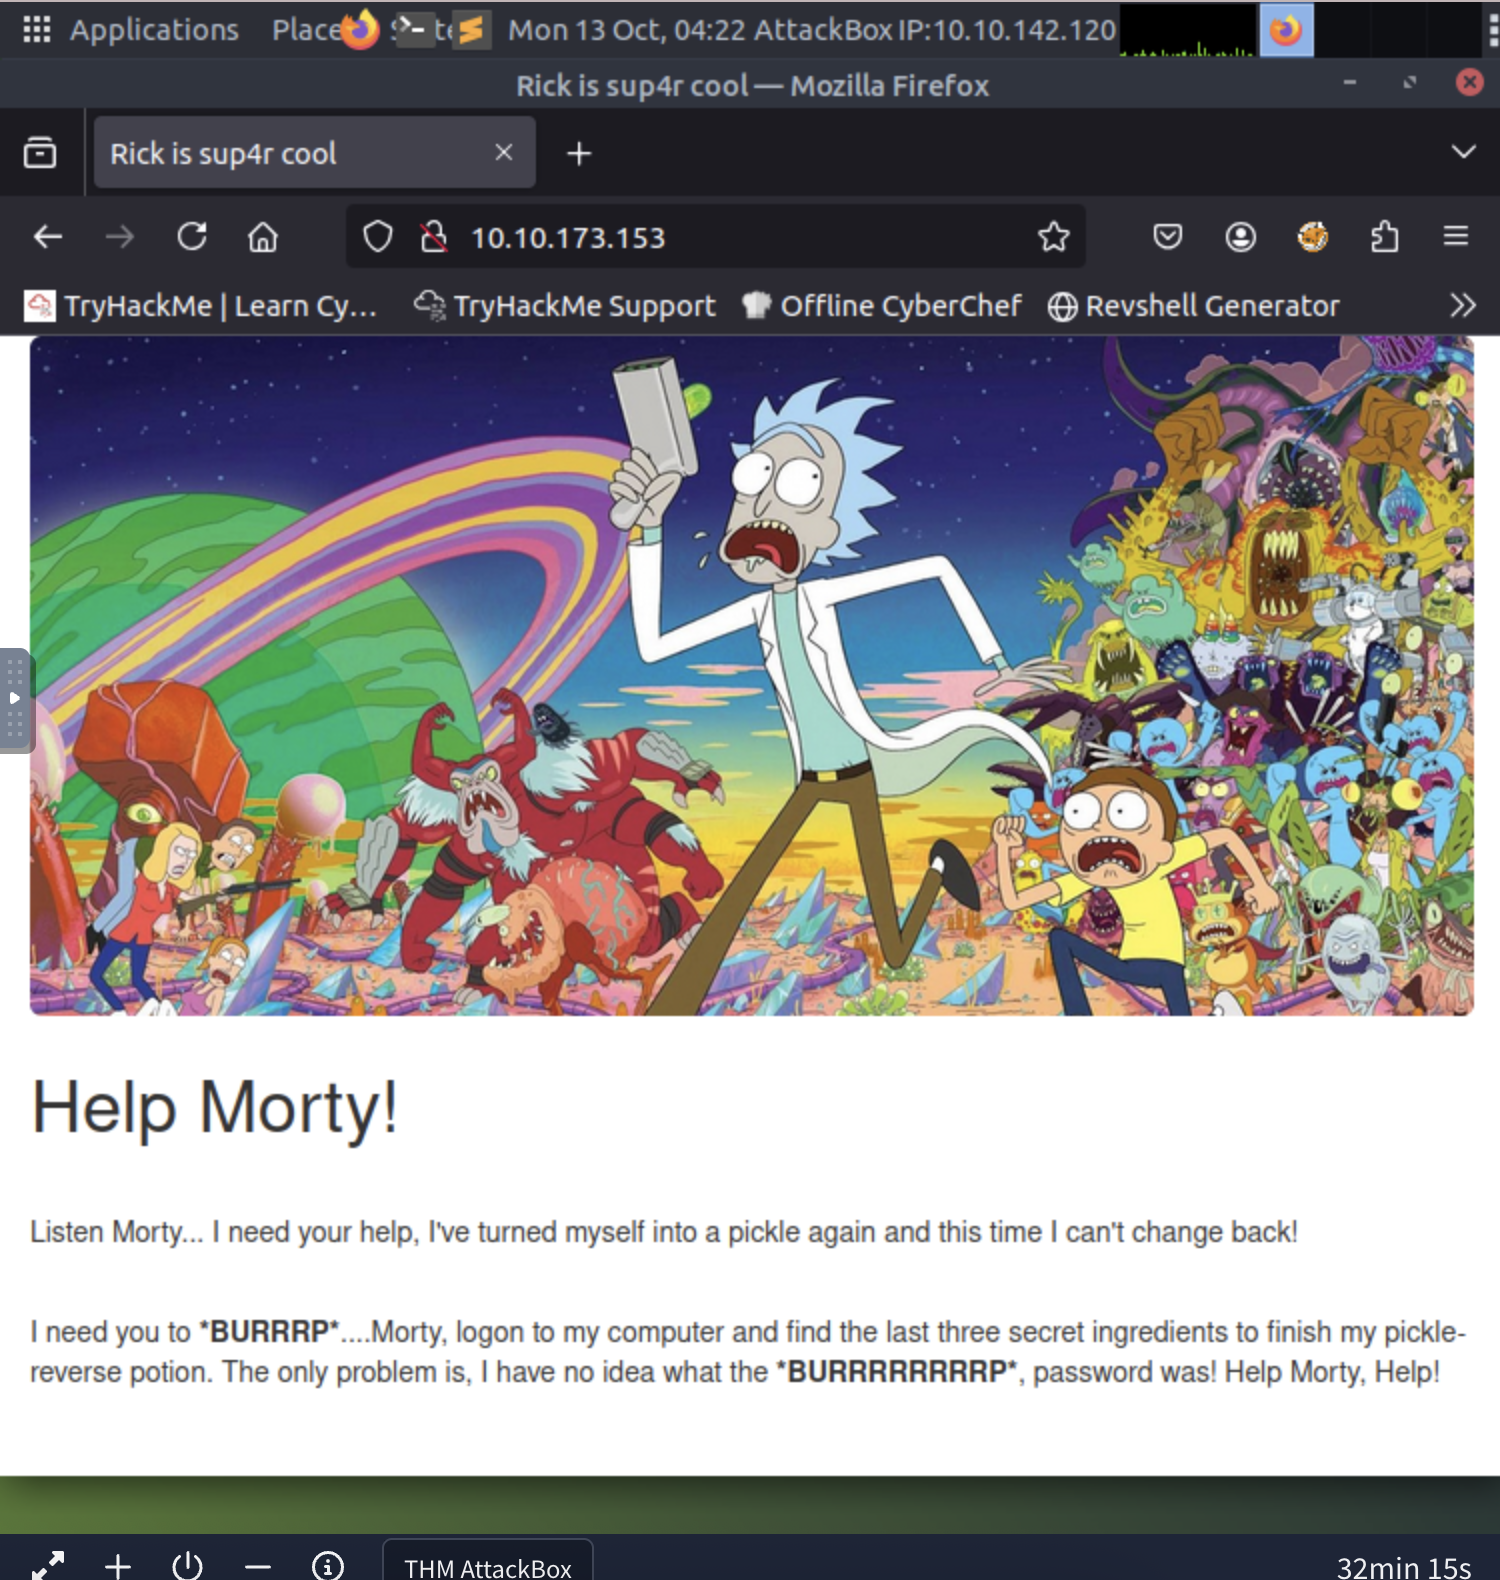 Applications Place
Mon 13 Oct, 04:22 AttackBox IP:10.10.142.120
Rick is sup4r cool — Mozilla Firefox
Rick is sup4r cool
10.10.173.153
TryHackMe | Learn Cy... TryHackMe Support Offline CyberChef Revshell Generator
Help Morty!
Listen Morty... I need your help, I've turned myself into a pickle again and this time I can't change back!
I need you to *BURRRP*....Morty, logon to my computer and find the last three secret ingredients to finish my pickle-
reverse potion. The only problem is, I have no idea what the *BURRRRRRRRP*, password was! Help Morty, Help!
THM AttackBox
32min 15s